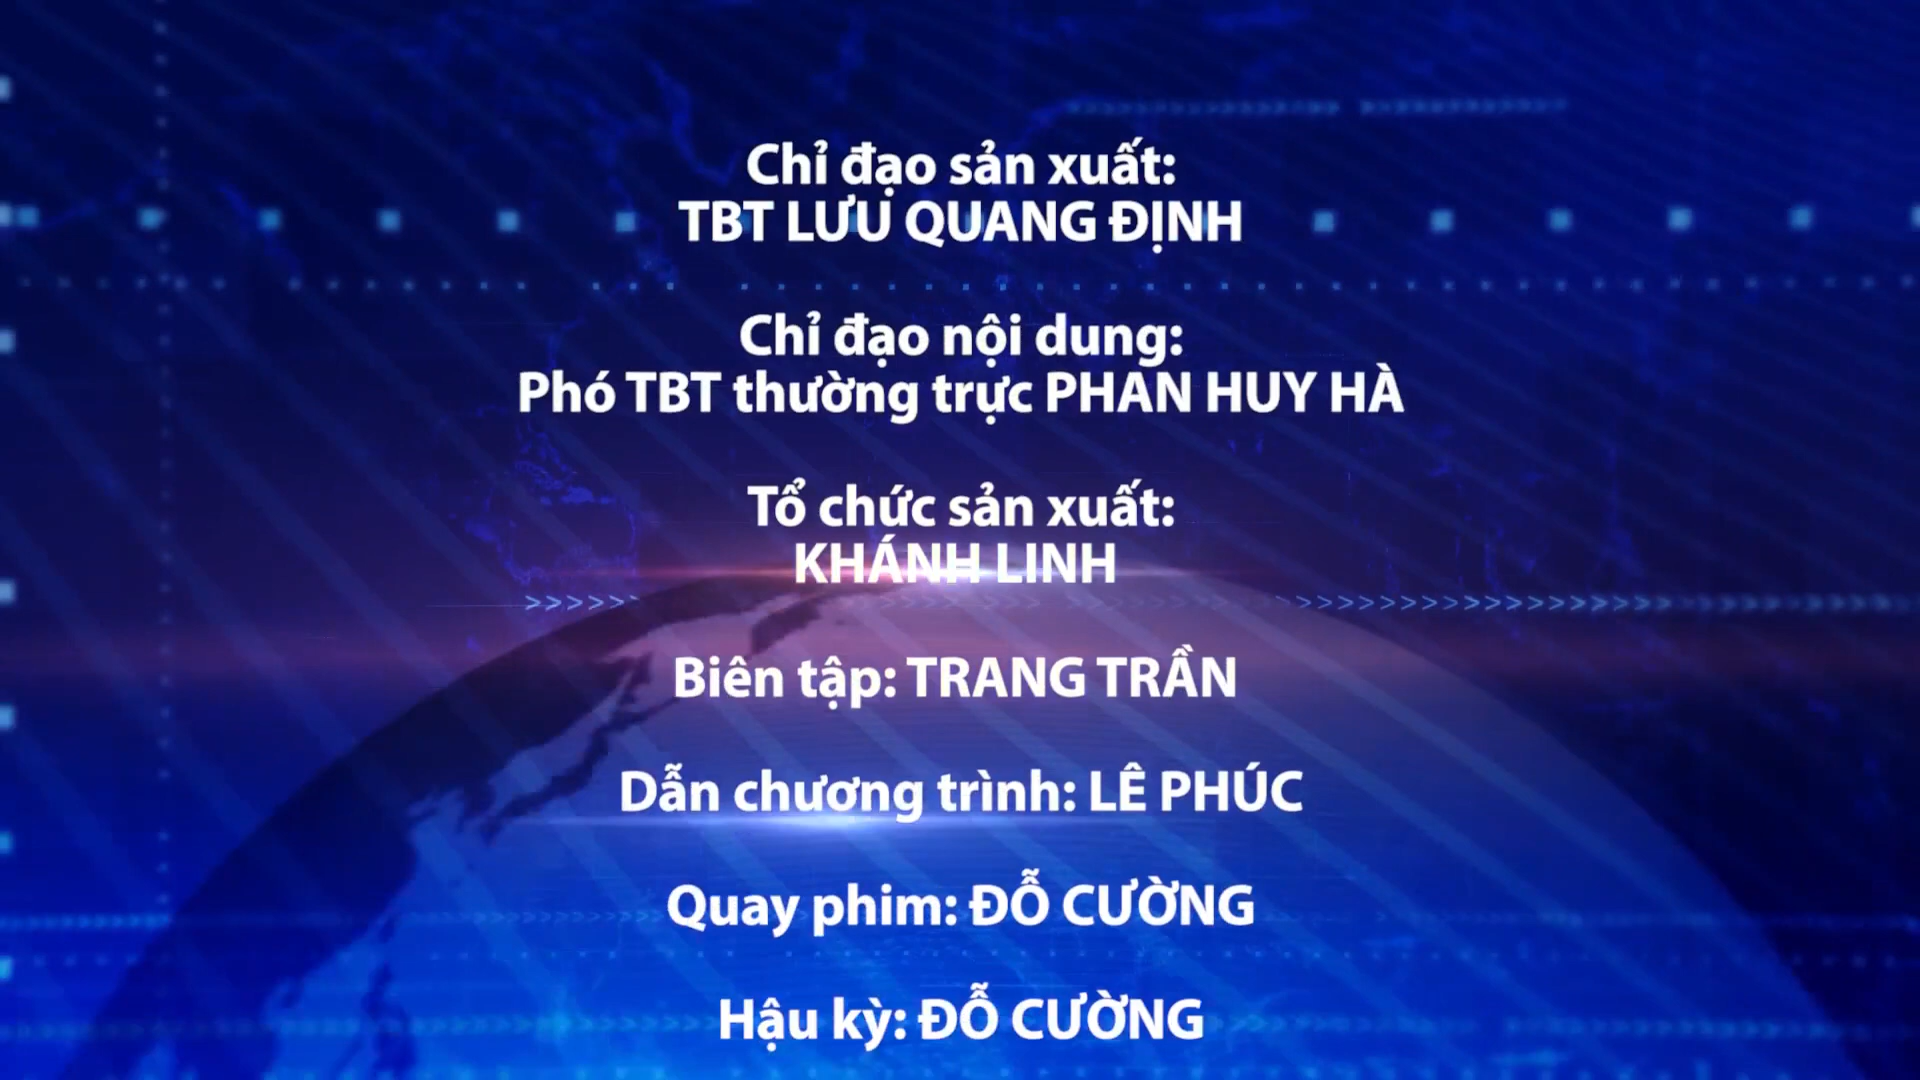 Chỉ đạo sản xuất:
TBT LƯU QUANG ĐỊNH
Chỉ đạo nội dung:
Phó TBT thường trực PHAN HUY HÀ
Tổ chức sản xuất:
KHÁNH LINH
Biên tập: TRANG TRẦN
Dẫn chương trình: LÊ PHÚC
Quay phim: ĐỖ CƯỜNG
Hậu kỳ: ĐỖ CƯỜNG